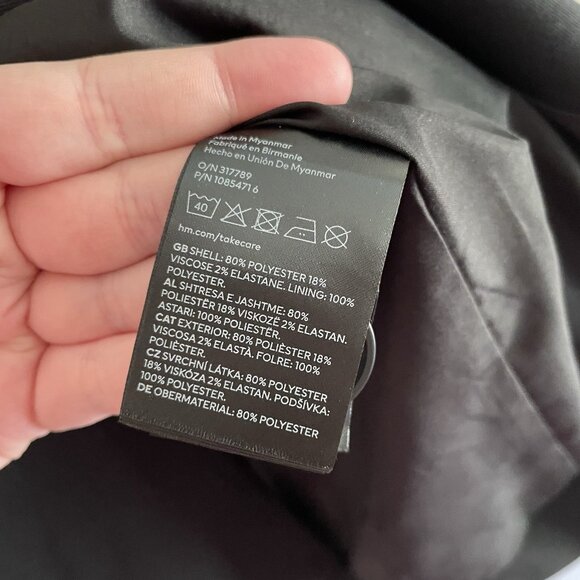 Made in Myanmar
Fabriqué en Birmanie
Hecho en Unión De Myanmar
O/N 317789
P/N 1085471 6
40
hm.com/takecare
GB SHELL: 80% POLYESTER 18%
VISCOSE 2% ELASTANE. LINING: 100%
POLYESTER.
AL SHTRESA E JASHTME: 80%
POLIESTËR 18% VISKOZË 2% ELASTAN.
ASTARI: 100% POLIESTËR.
CAT EXTERIOR: 80% POLIÈSTER 18%
VISCOSA 2% ELASTÀ. FOLRE: 100%
POLIÈSTER.
CZ SVRCHNÍ LÁTKA: 80% POLYESTER
18% VISKÓZA 2% ELASTAN. PODŠÍVKA:
100% POLYESTER.
DE OBERMATERIAL: 80% POLYESTER